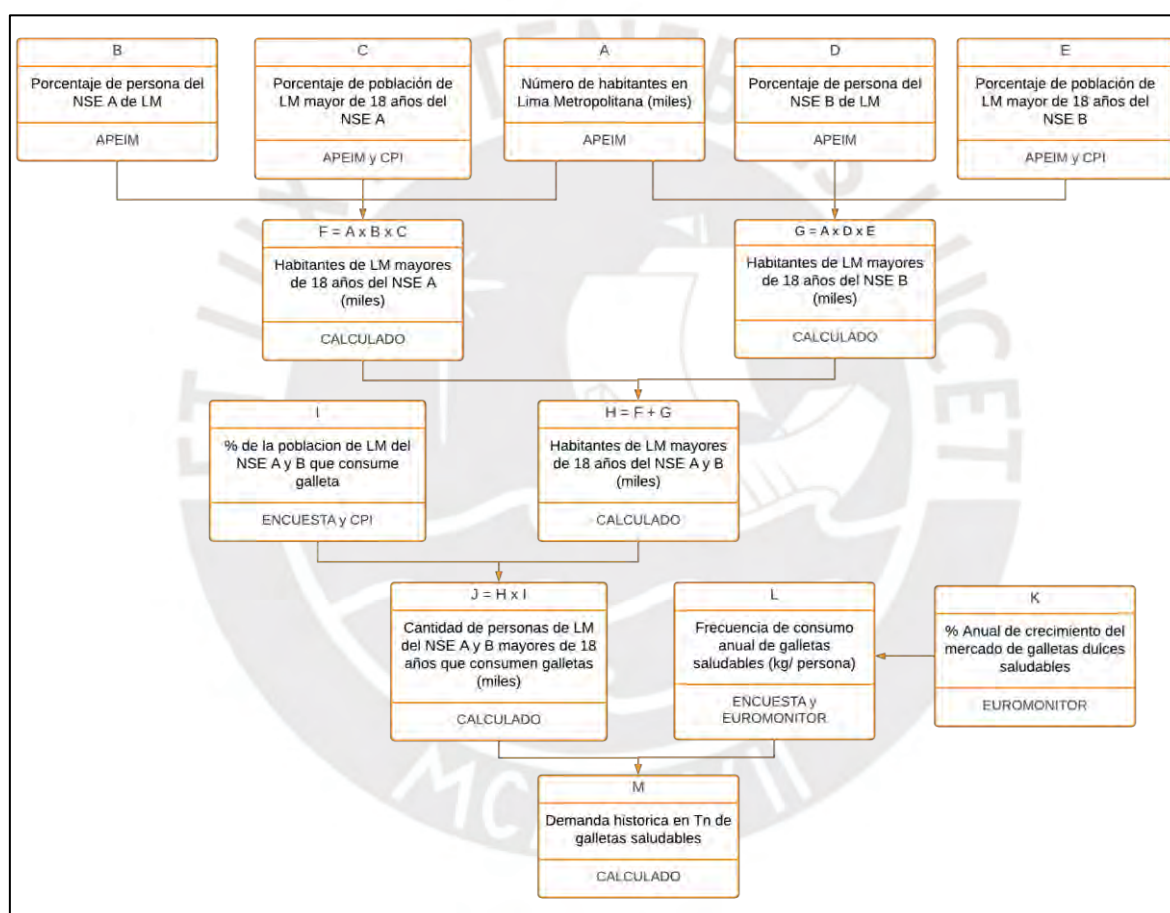 B
Porcentaje de persona del
NSE A de LM
APEIM
C
Porcentaje de población de
LM mayor de 18 años del
NSE A
APEIM y CPI
A
Número de habitantes en
Lima Metropolitana (miles)
APEIM
D
Porcentaje de persona del
NSE B de LM
APEIM
E
Porcentaje de población de
LM mayor de 18 años del
NSE B
APEIM y CPI
F = A x B x C
Habitantes de LM mayores
de 18 años del NSE A
(miles)
CALCULADO
G = A x D x E
Habitantes de LM mayores
de 18 años del NSE B
(miles)
CALCULADO
I
% de la poblacion de LM del
NSE A y B que consume
galleta
ENCUESTA y CPI
H = F + G
Habitantes de LM mayores
de 18 años del NSE A y B
(miles)
CALCULADO
J = H x I
Cantidad de personas de LM
del NSE A y B mayores de 18
años que consumen galletas
(miles)
CALCULADO
L
Frecuencia de consumo
anual de galletas
saludables (kg/ persona)
ENCUESTA y
EUROMONITOR
K
% Anual de crecimiento del
mercado de galletas dulces
saludables
EUROMONITOR
M
Demanda historica en Tn de
galletas saludables
CALCULADO